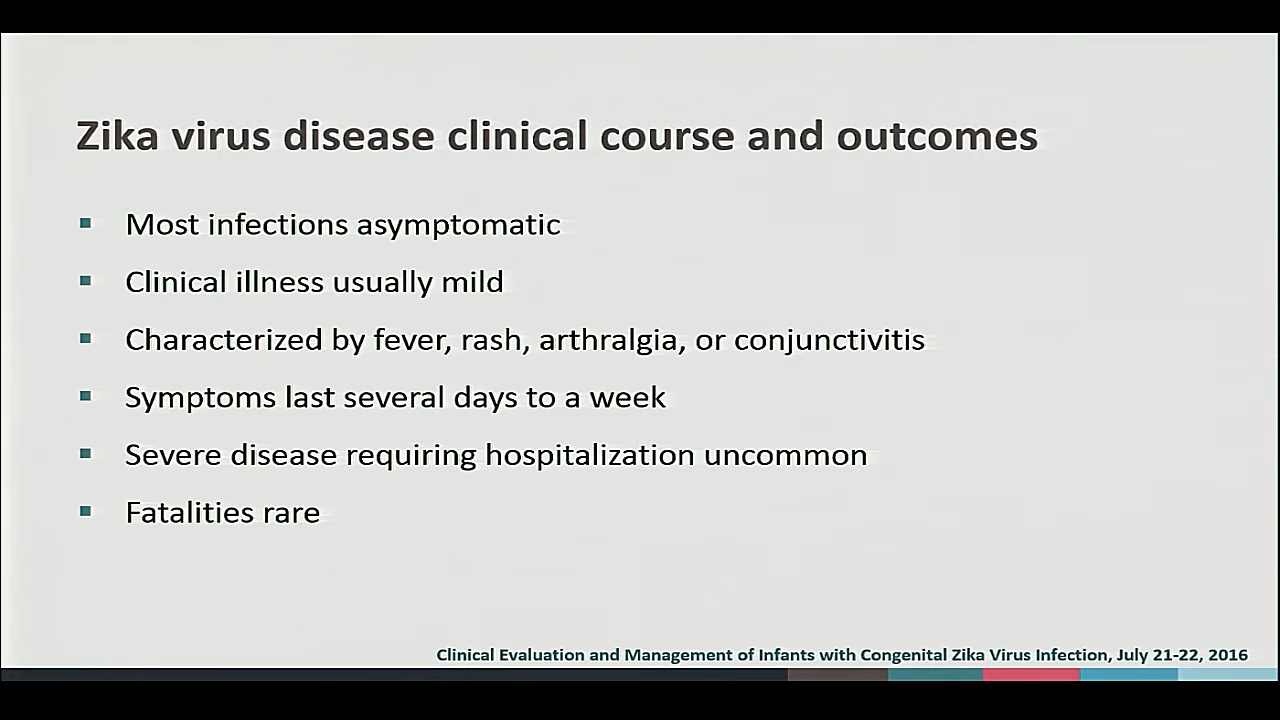 Zika virus disease clinical course and outcomes
▪ Most infections asymptomatic
▪ Clinical illness usually mild
▪ Characterized by fever, rash, arthralgia, or conjunctivitis
▪ Symptoms last several days to a week
▪ Severe disease requiring hospitalization uncommon
▪ Fatalities rare
Clinical Evaluation and Management of Infants with Congenital Zika Virus Infection, July 21-22, 2016